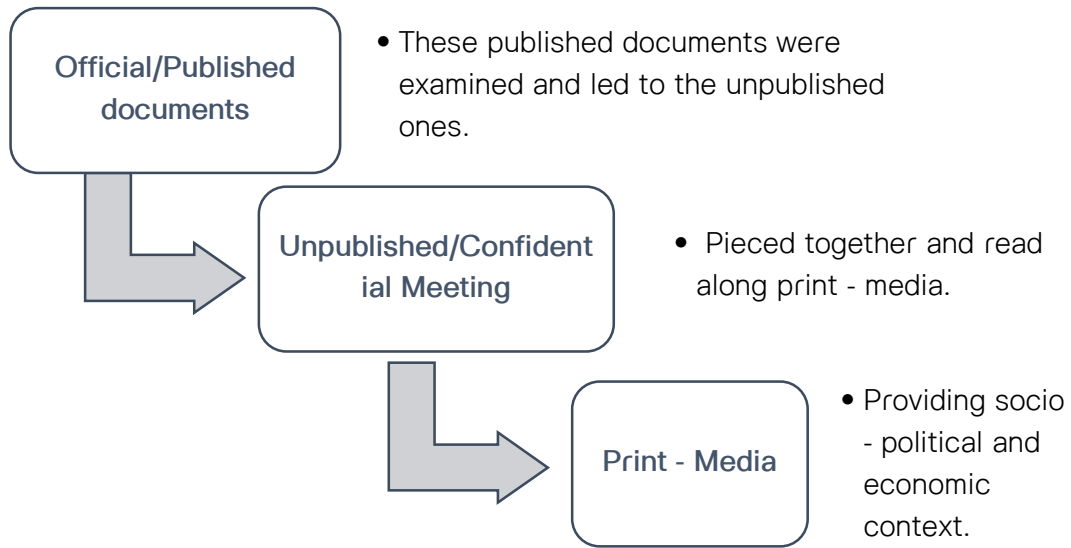 Official/Published
documents
• These published documents were
examined and led to the unpublished
ones.
Unpublished/Confident
ial Meeting
• Pieced together and read
along print - media.
Print - Media
• Providing socio
- political and
economic
context.